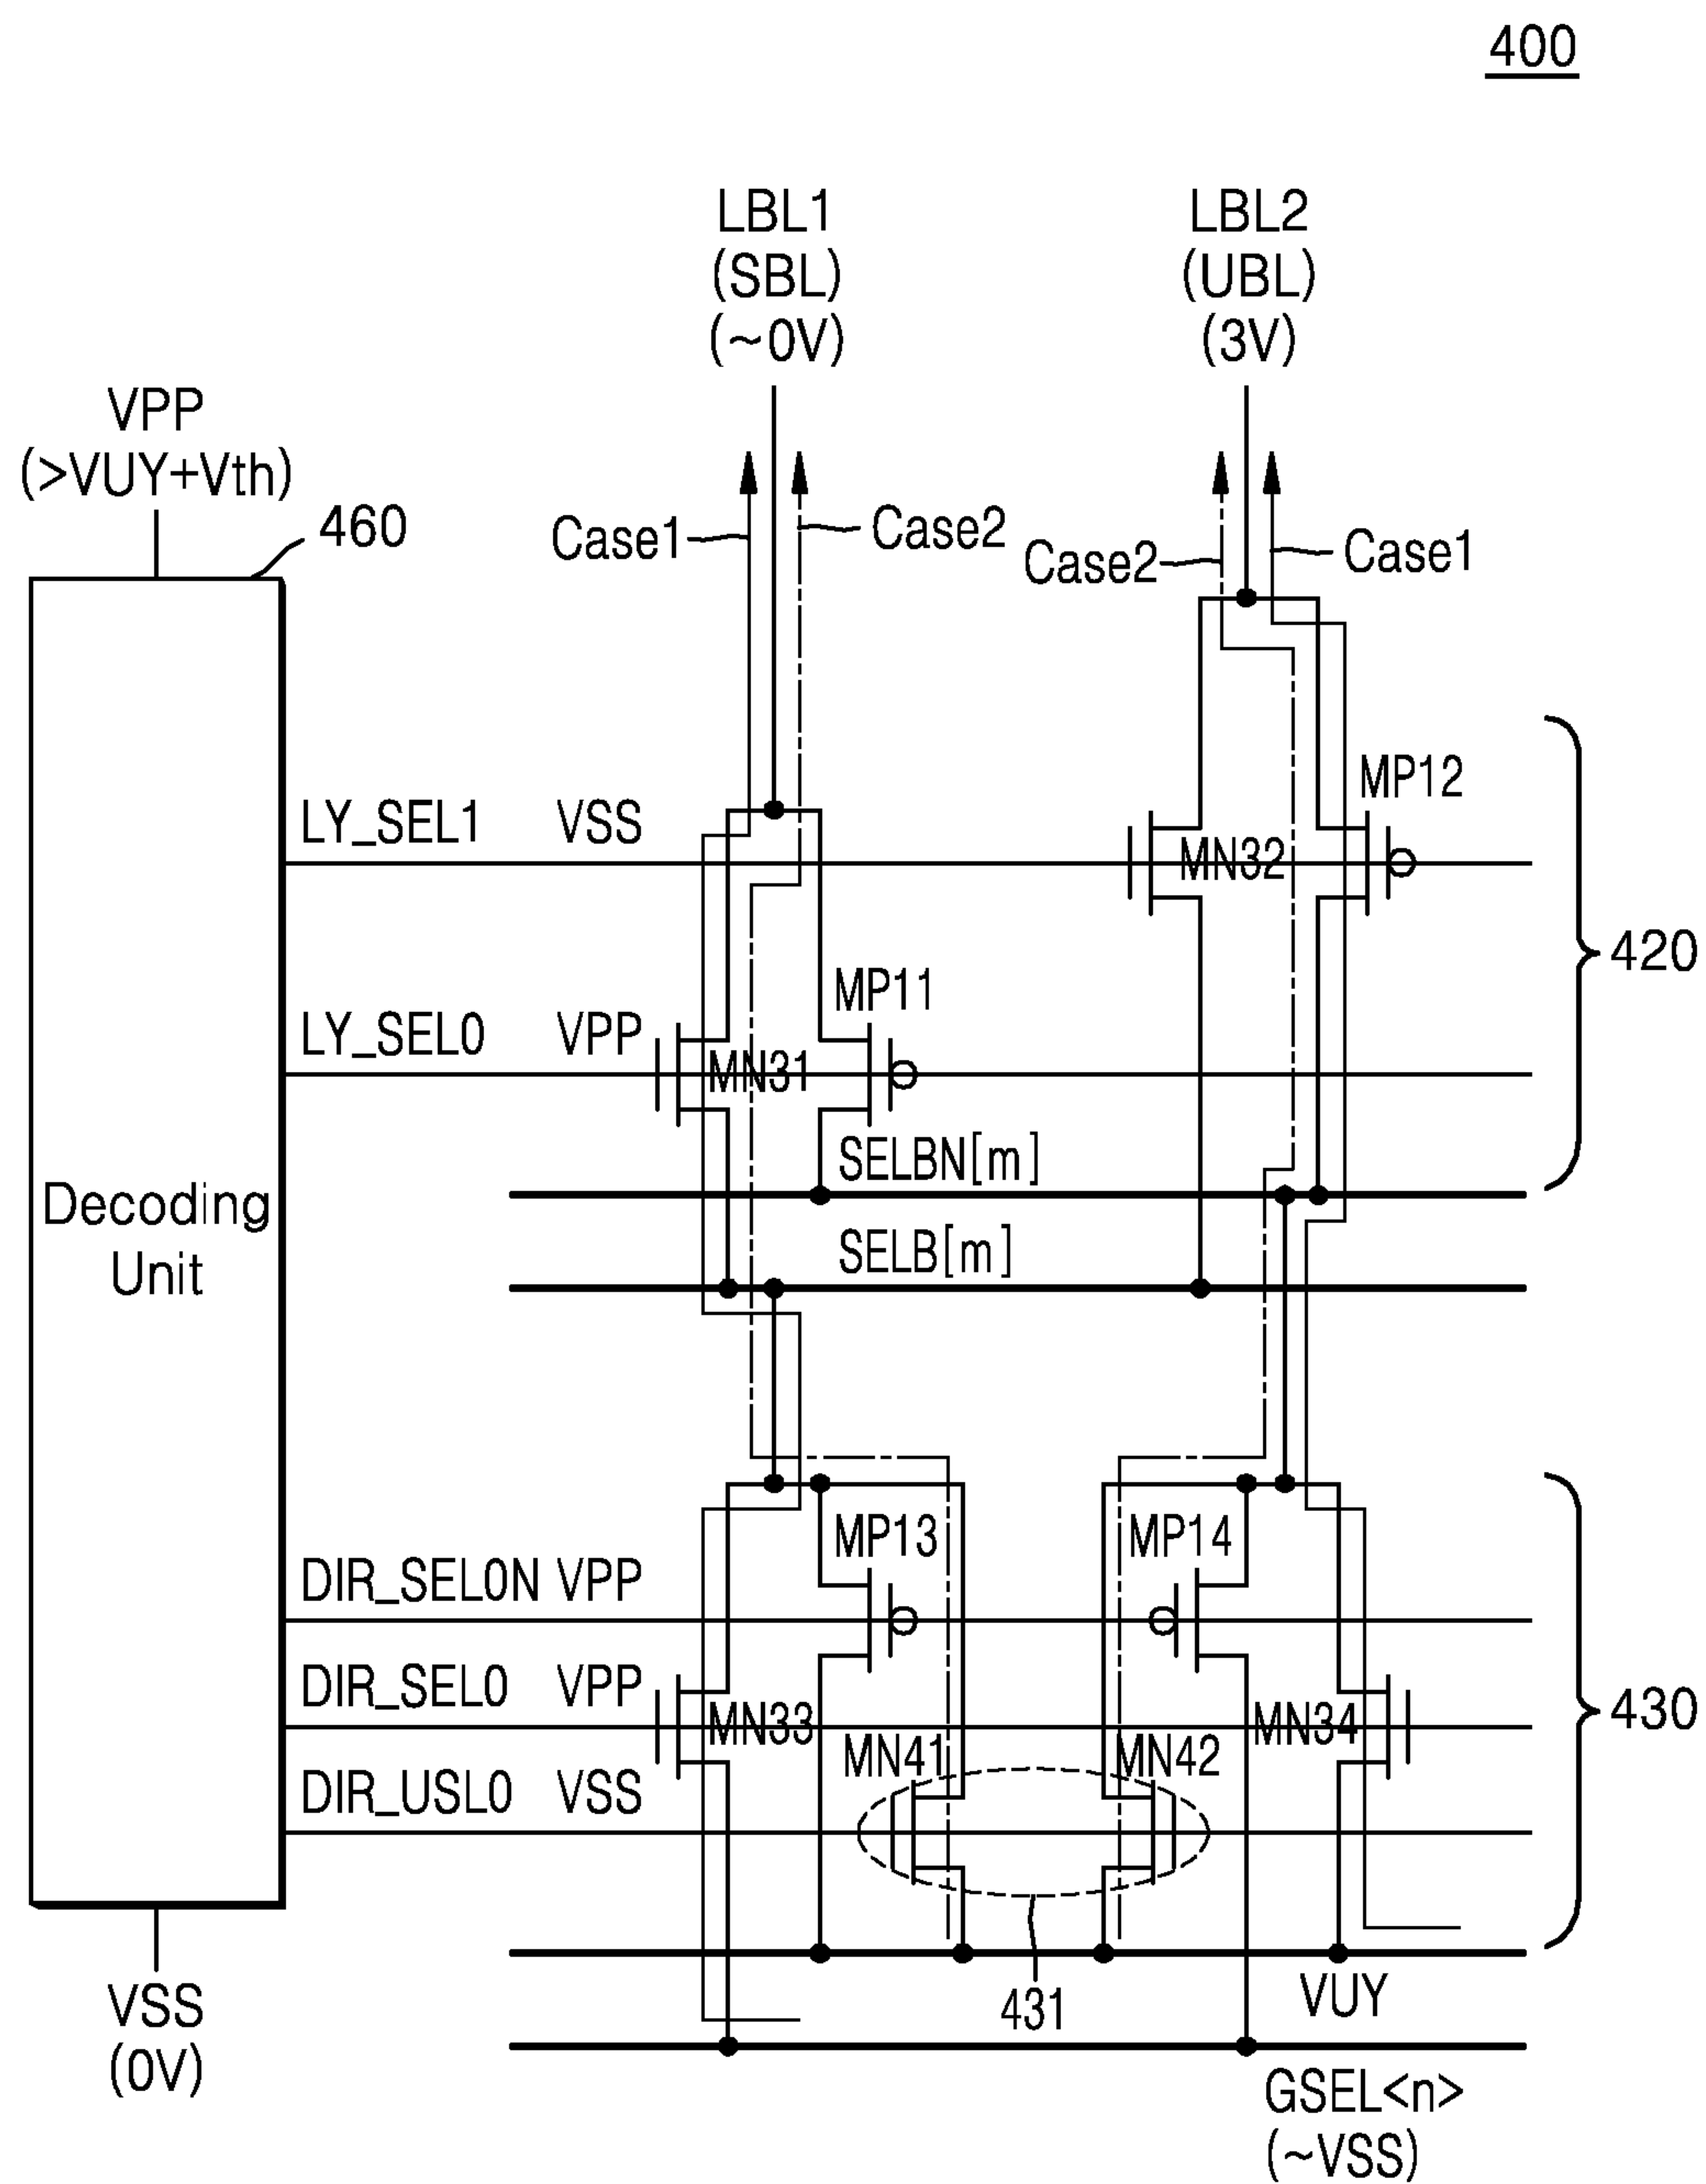 400
LBL1
(SBL)
(~0V)
LBL2
(UBL)
(3V)
VPP
(>VUY+Vth)
460
Case1
Case2
Case2
Case1
MP12
LY_SEL1 VSS
MN32
420
MP11
LY_SEL0 VPP
MN31
SELBN[m]
Decoding
Unit
SELB[m]
MP13
MP14
DIR_SEL0N VPP
DIR_SEL0 VPP
MN33
MN34
430
MN41
MN42
DIR_USL0 VSS
VSS
(0V)
431
VUY
GSEL<n>
(~VSS)